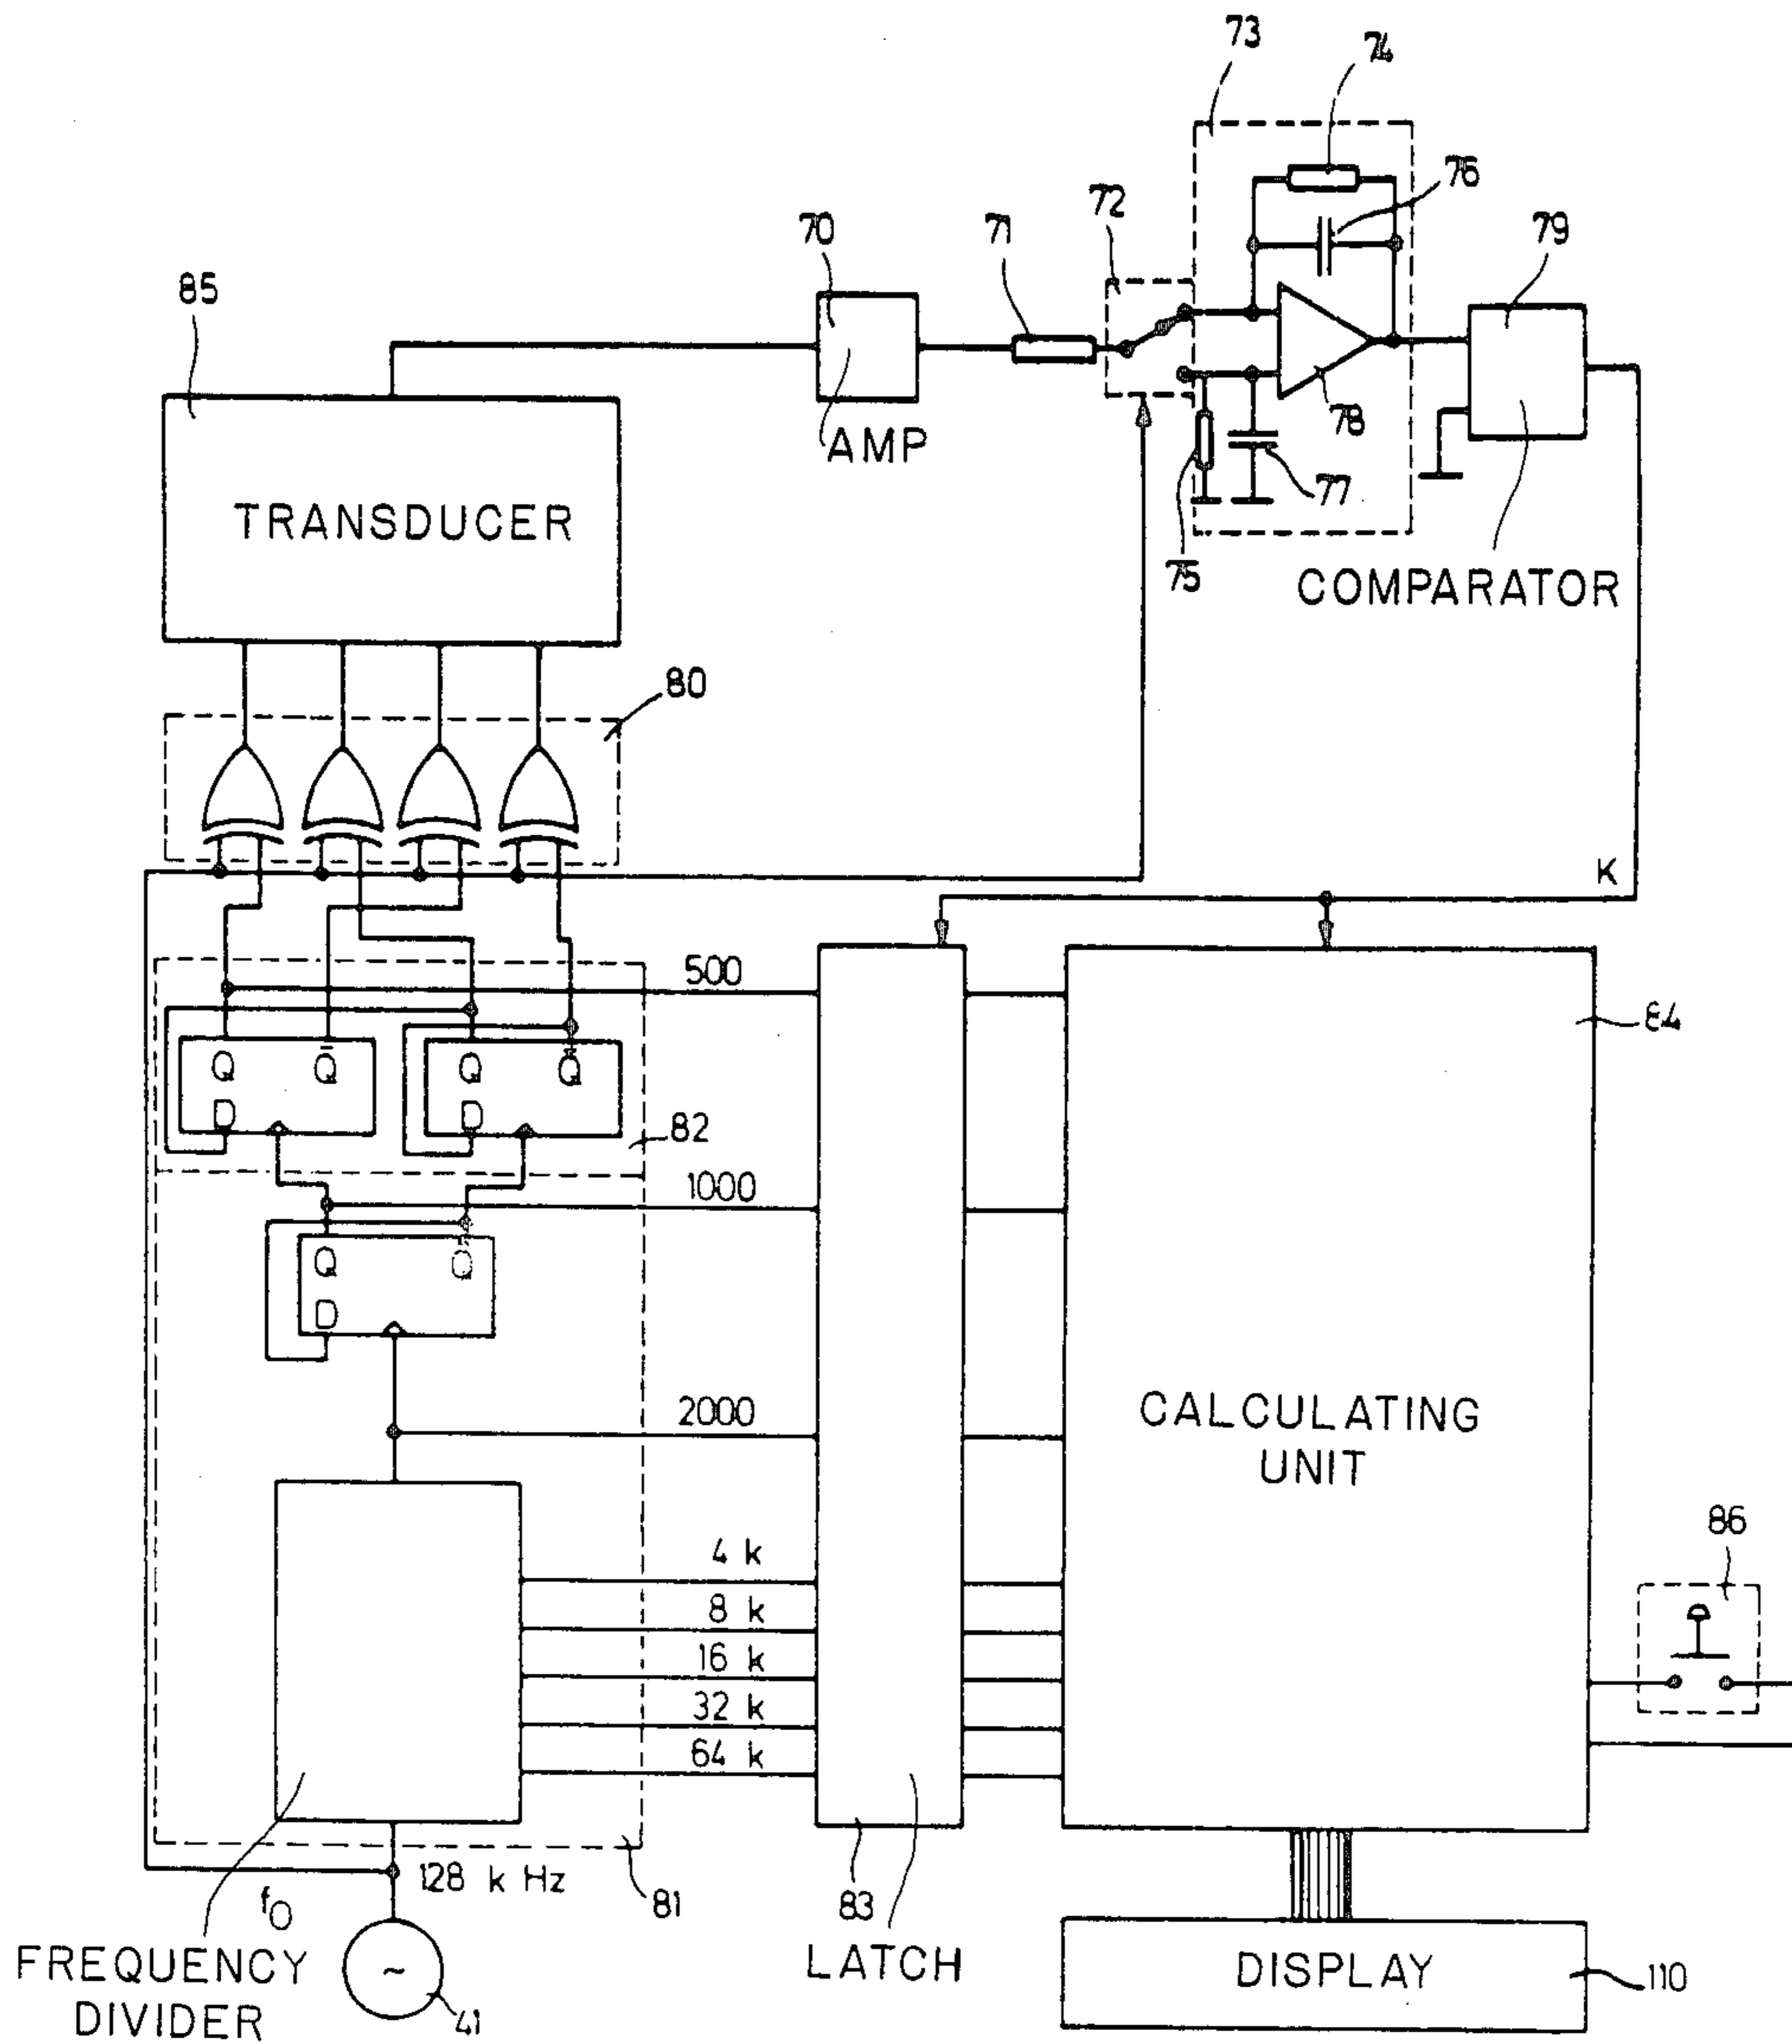 73
74
76
72
70
71
79
85
AMP
78
TRANSDUCER
77
75
COMPARATOR
80
K
500
84
Q
Q̄
Q
Q̄
D
D
82
1000
Q
Q̄
D
2000
CALCULATING
UNIT
4 k
86
8 k
16 k
32 k
64 k
128 k Hz
81
83
f0
FREQUENCY
DIVIDER
LATCH
DISPLAY
110
~
41